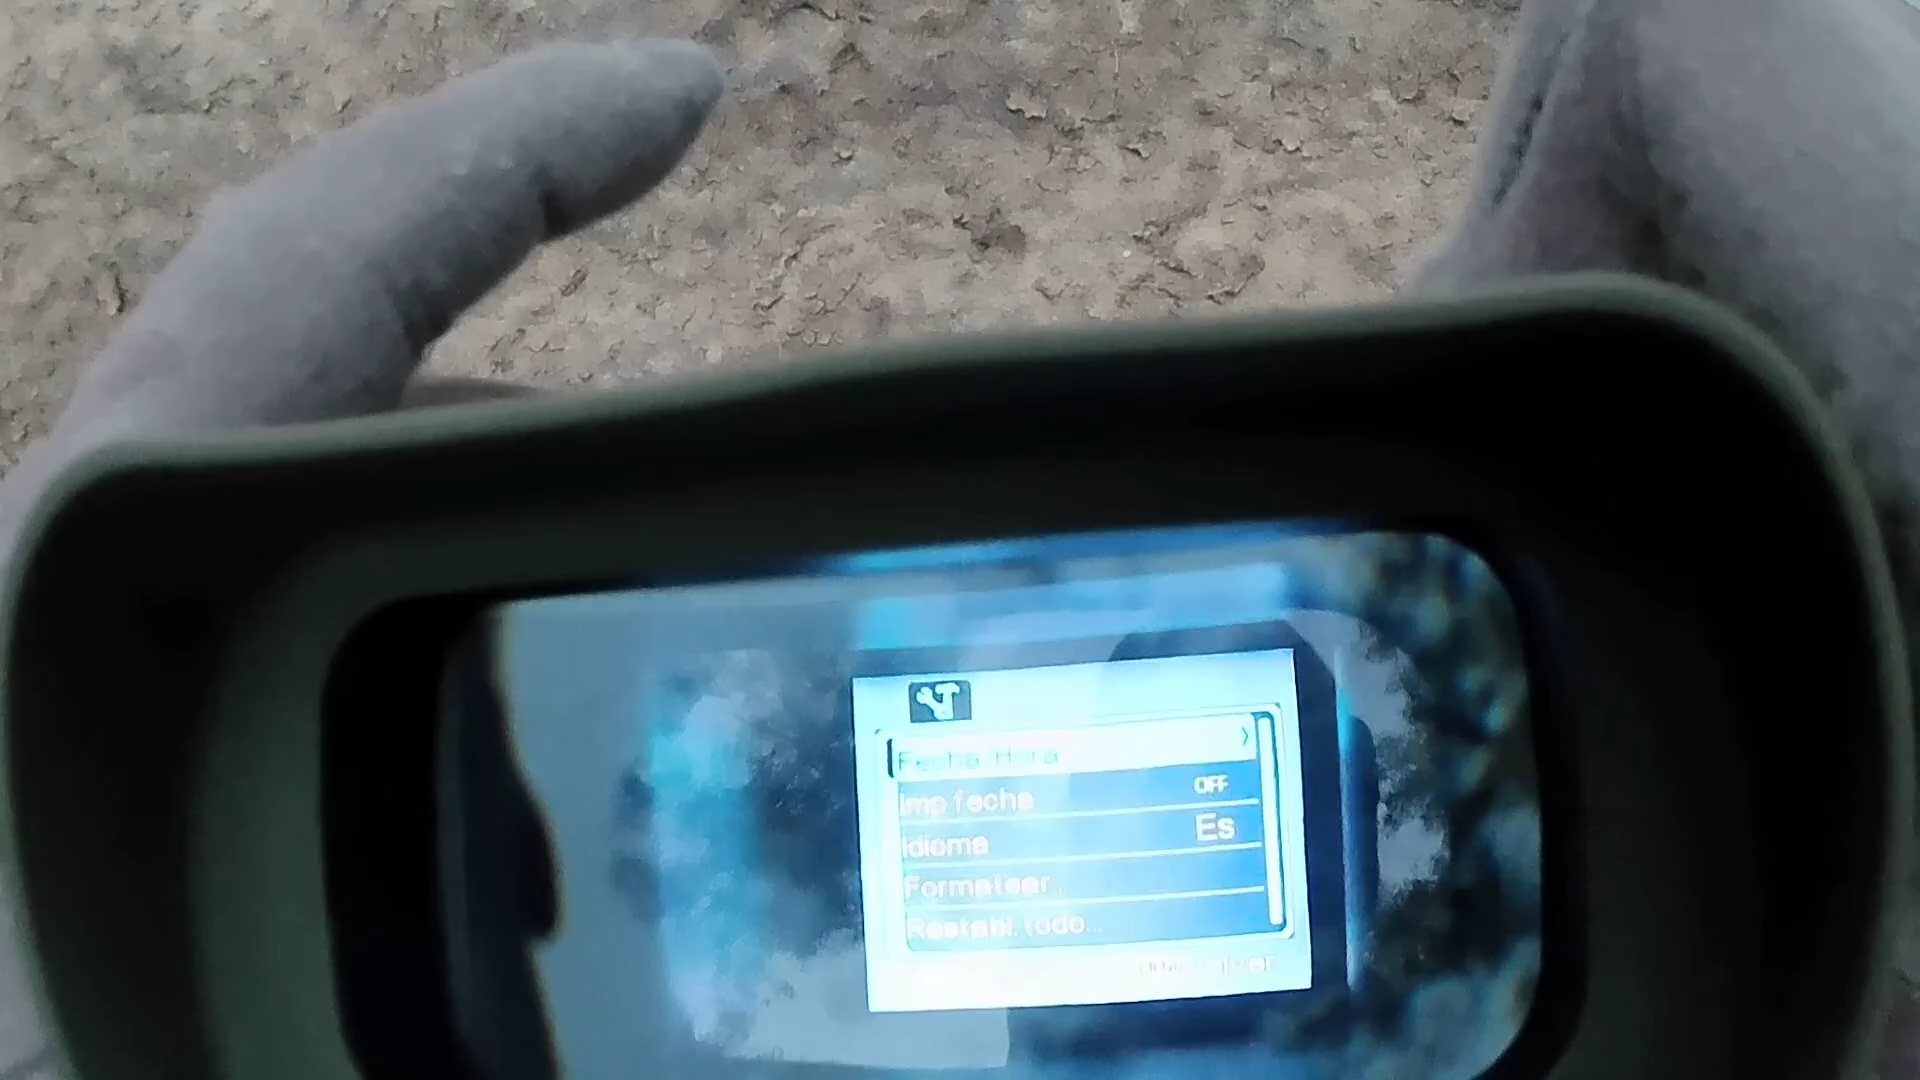 Fecha Hora
Imp fecha OFF
Idioma Es
Formatear
Restabl. todo...